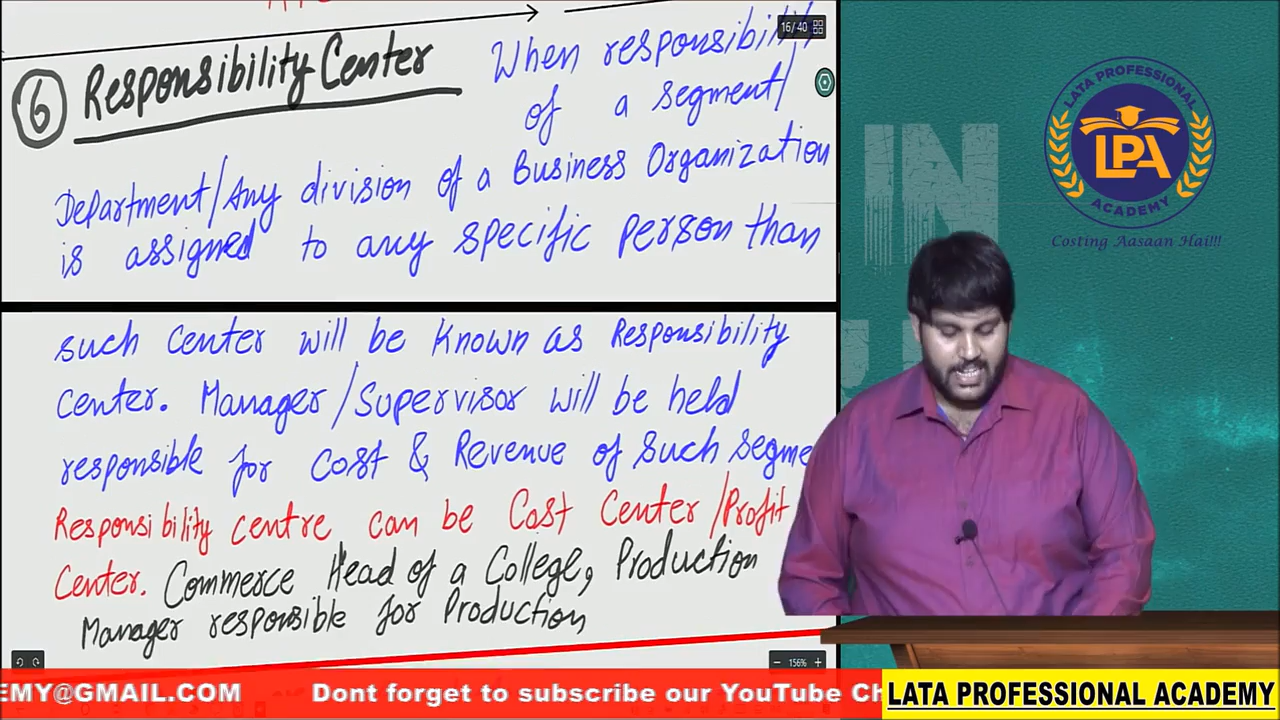 16/40
6 Responsibility Center
When responsibility
of a segment/
Department/Any division of a Business Organization
is assigned to any specific person than
such center will be known as Responsibility
Center. Manager/Supervisor will be held
responsible for Cost & Revenue of such segme
Responsibility centre can be Cost Center/Profit
Center. Commerce Head of a College, Production
Manager responsible for Production
156%
LATA PROFESSIONAL
LPA
ACADEMY
Costing Aasaan Hai!!!
IN
EMY@GMAIL.COM Dont forget to subscribe our YouTube Ch
LATA PROFESSIONAL ACADEMY